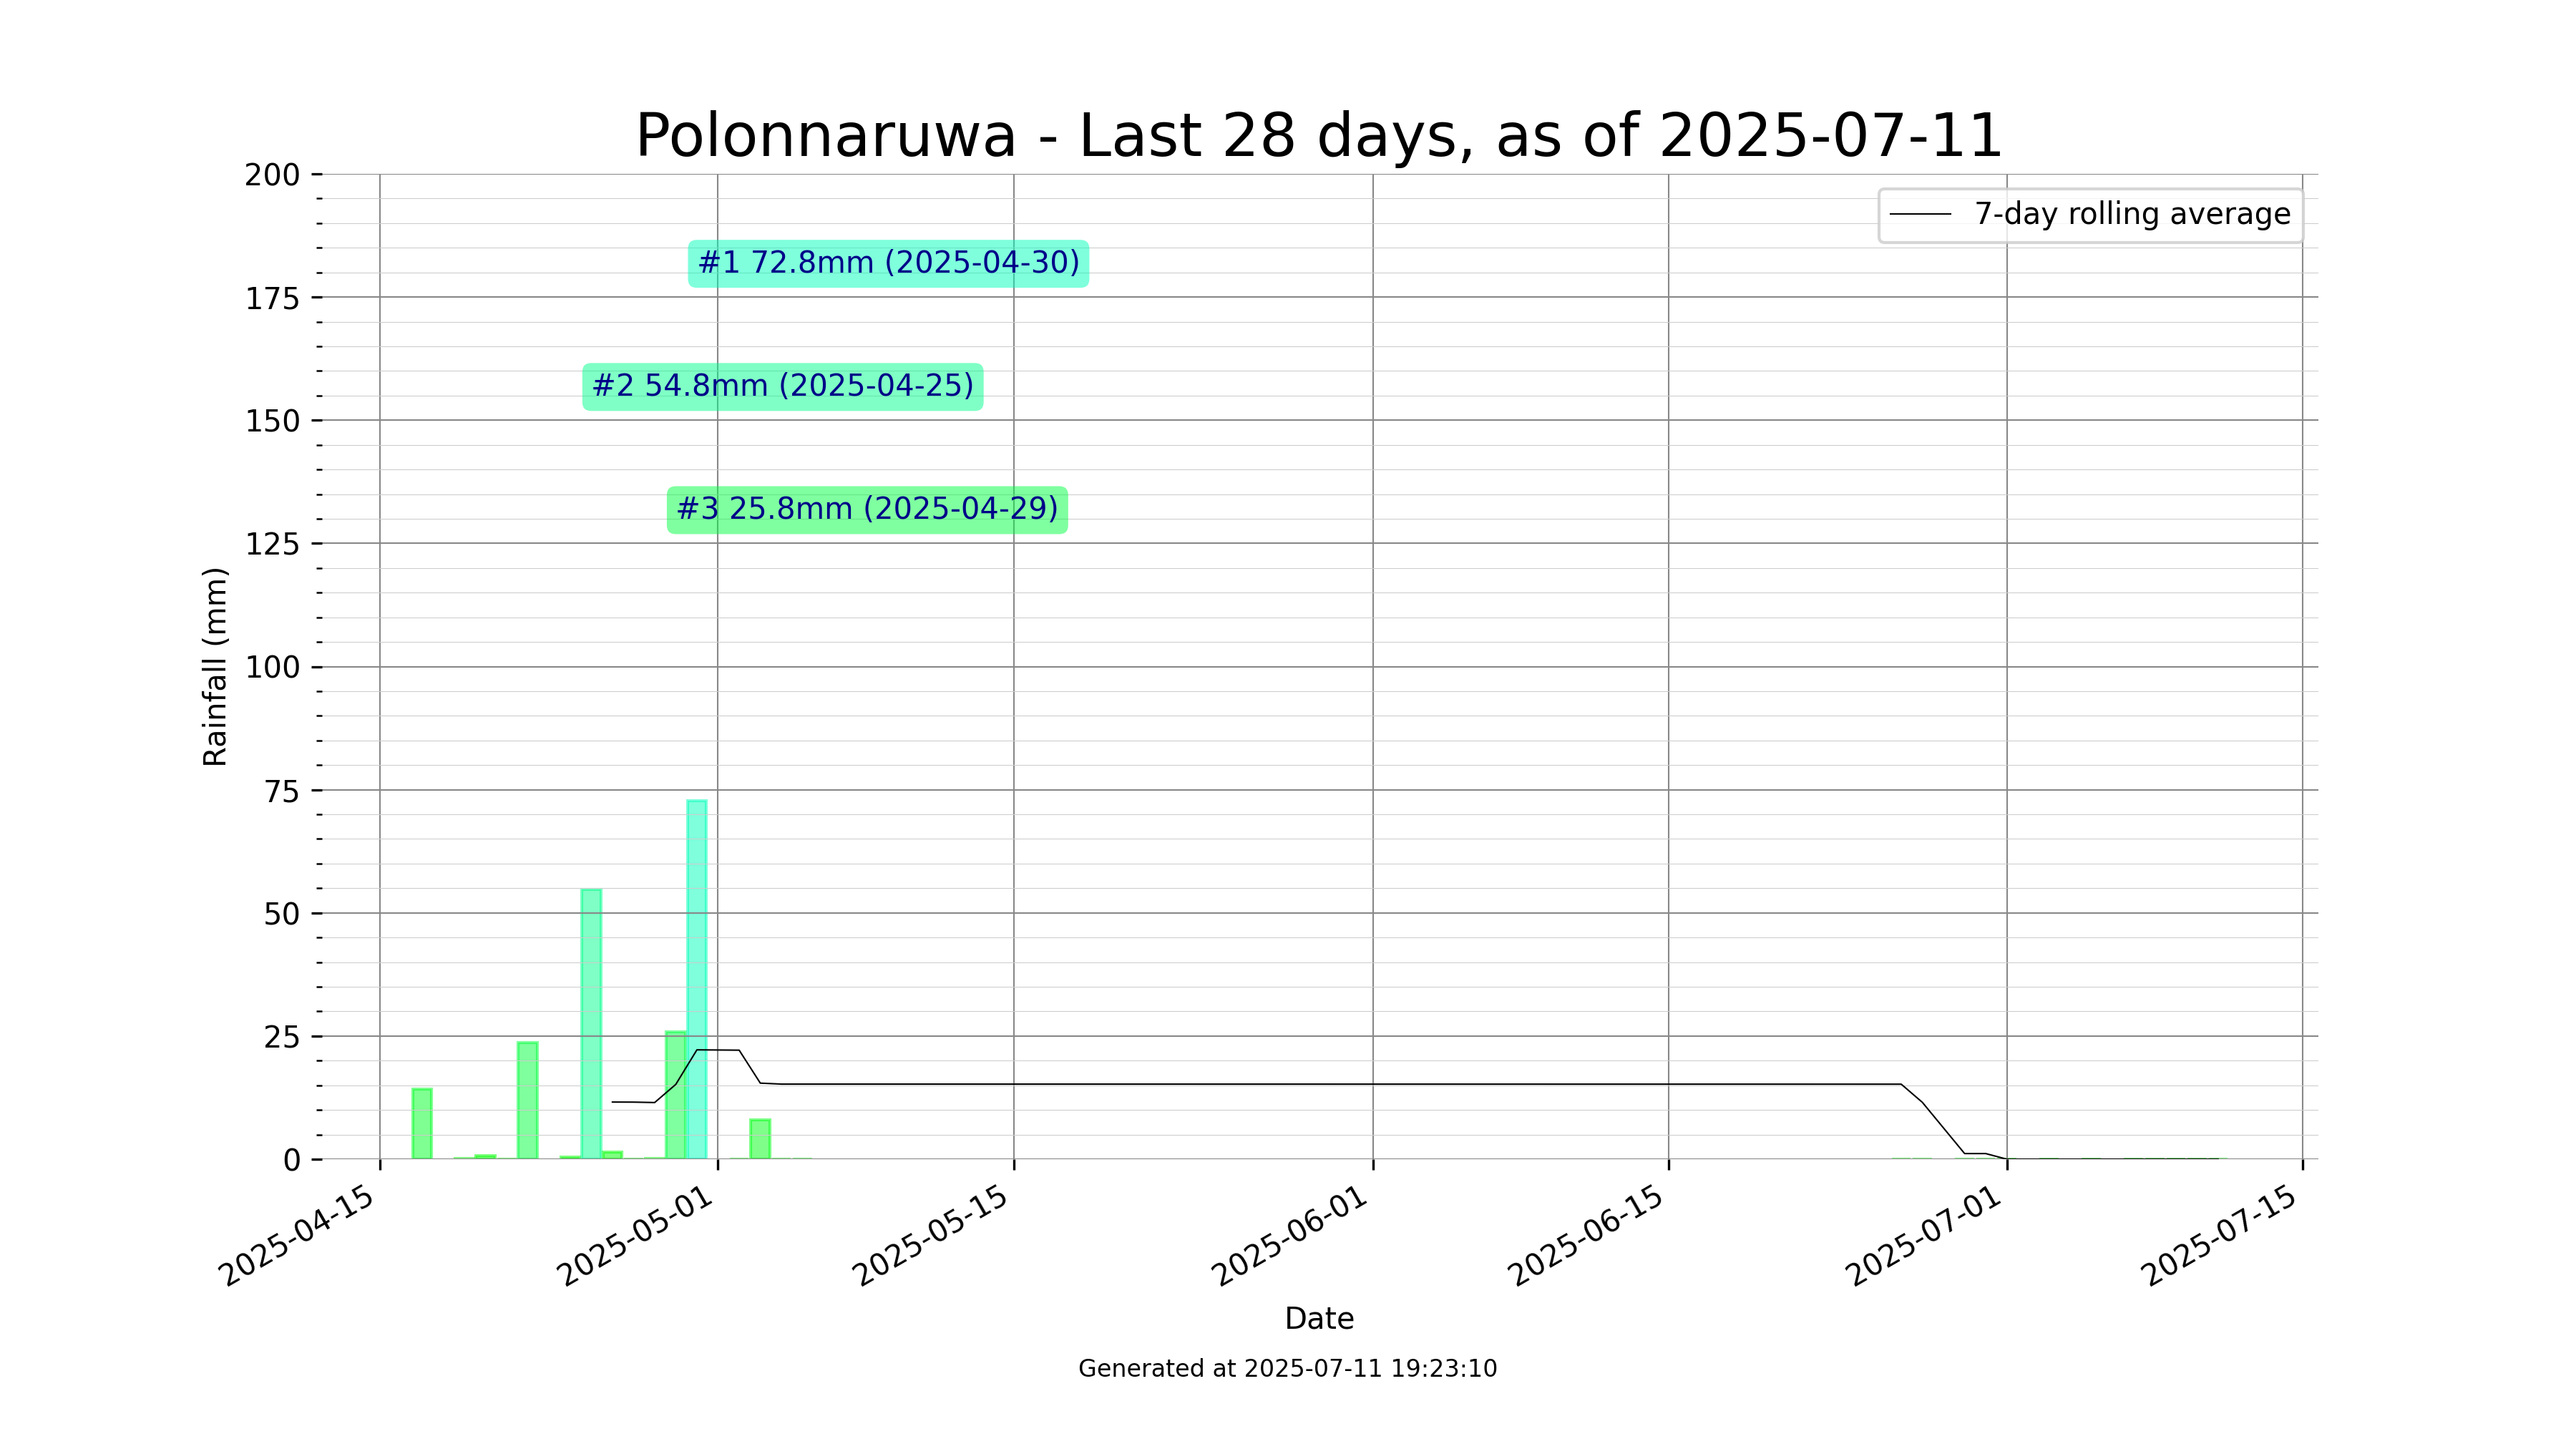 Polonnaruwa - Last 28 days, as of 2025-07-11
7-day rolling average
#1 72.8mm (2025-04-30)
#2 54.8mm (2025-04-25)
#3 25.8mm (2025-04-29)
Rainfall (mm)
200
175
150
125
100
75
50
25
0
2025-04-15
2025-05-01
2025-05-15
2025-06-01
2025-06-15
2025-07-01
2025-07-15
Date
Generated at 2025-07-11 19:23:10